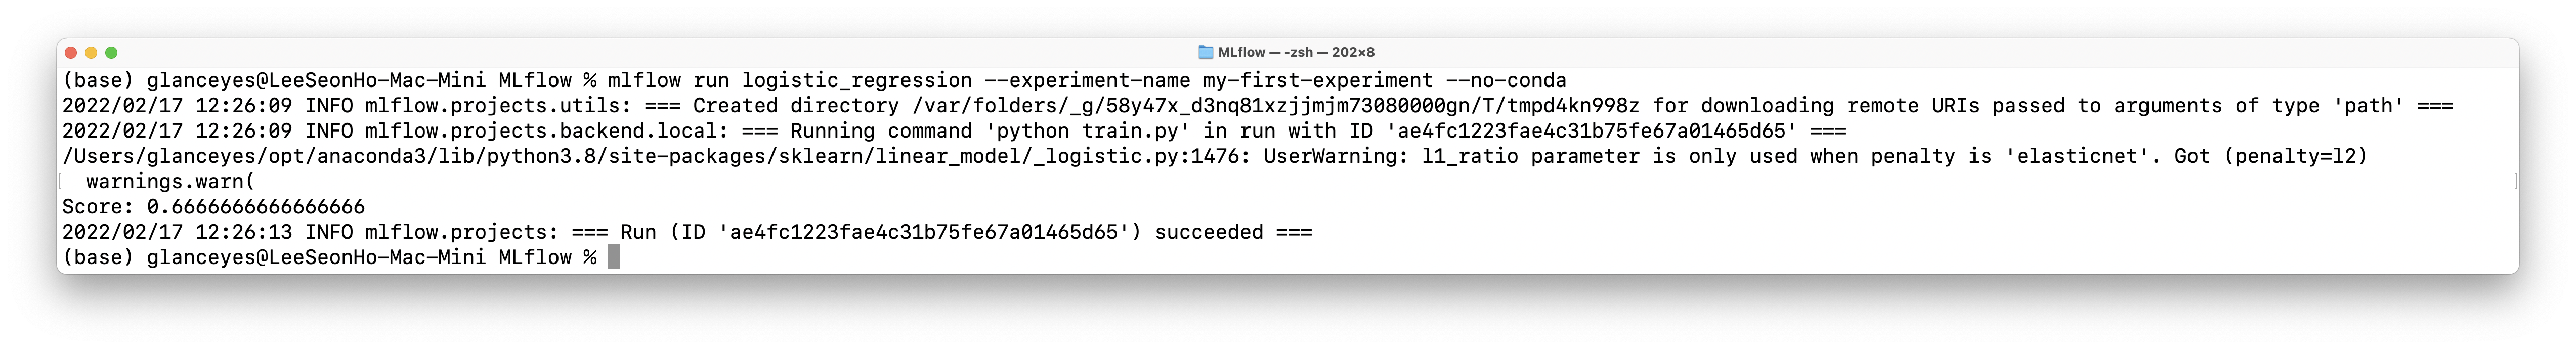 MLflow — -zsh — 202×8
(base) glanceyes@LeeSeonHo-Mac-Mini MLflow % mlflow run logistic_regression --experiment-name my-first-experiment --no-conda
2022/02/17 12:26:09 INFO mlflow.projects.utils: === Created directory /var/folders/_g/58y47x_d3nq81xzjjmjm73080000gn/T/tmpd4kn998z for downloading remote URIs passed to arguments of type 'path' ===
2022/02/17 12:26:09 INFO mlflow.projects.backend.local: === Running command 'python train.py' in run with ID 'ae4fc1223fae4c31b75fe67a01465d65' ===
/Users/glanceyes/opt/anaconda3/lib/python3.8/site-packages/sklearn/linear_model/_logistic.py:1476: UserWarning: l1_ratio parameter is only used when penalty is 'elasticnet'. Got (penalty=l2)
  warnings.warn(
Score: 0.6666666666666666
2022/02/17 12:26:13 INFO mlflow.projects: === Run (ID 'ae4fc1223fae4c31b75fe67a01465d65') succeeded ===
(base) glanceyes@LeeSeonHo-Mac-Mini MLflow %